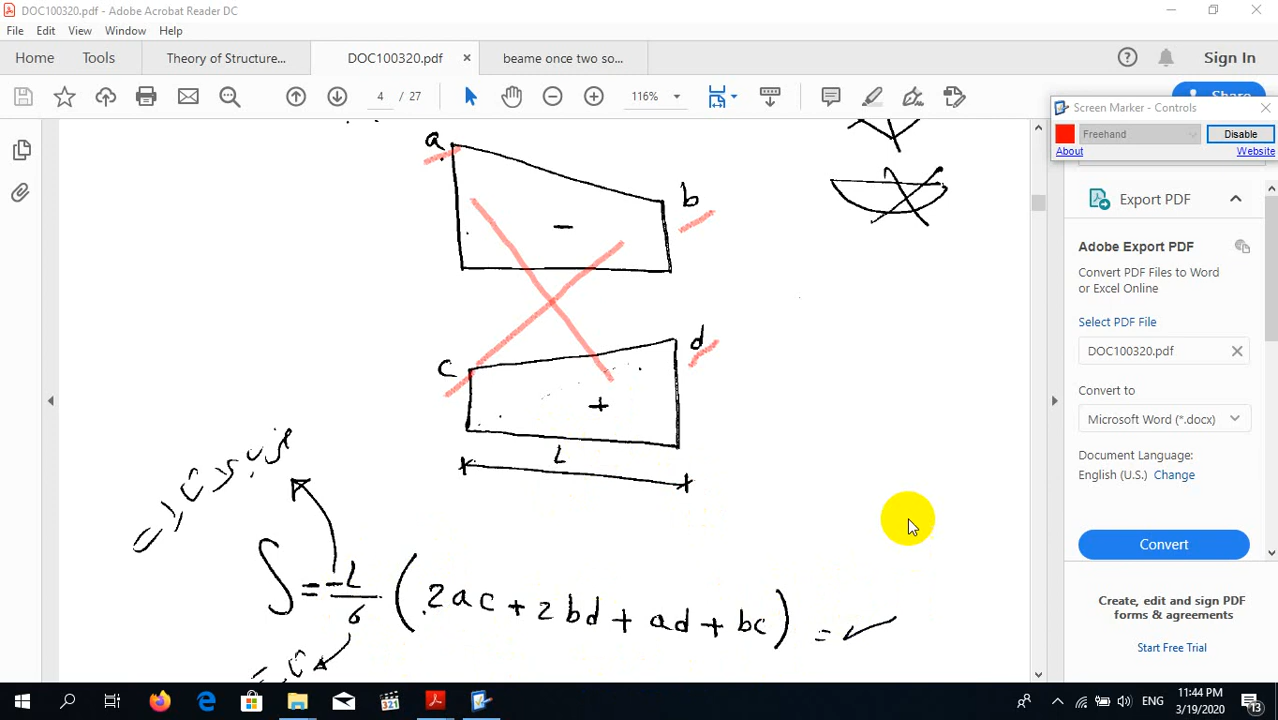 DOC100320.pdf - Adobe Acrobat Reader DC
File Edit View Window Help
Home Tools Theory of Structure... DOC100320.pdf × beame once two so... Sign In
4 / 27 116% Share
Screen Marker - Controls
Freehand Disable
About Website
Export PDF
Adobe Export PDF
Convert PDF Files to Word
or Excel Online
Select PDF File
DOC100320.pdf
Convert to
Microsoft Word (*.docx)
Document Language:
English (U.S.) Change
Convert
Create, edit and sign PDF
forms & agreements
Start Free Trial
a
b
-
c
d
+
L
∫ = -L/6 (2ac + 2bd + ad + bc) = ✓
ENG 11:44 PM
3/19/2020
13